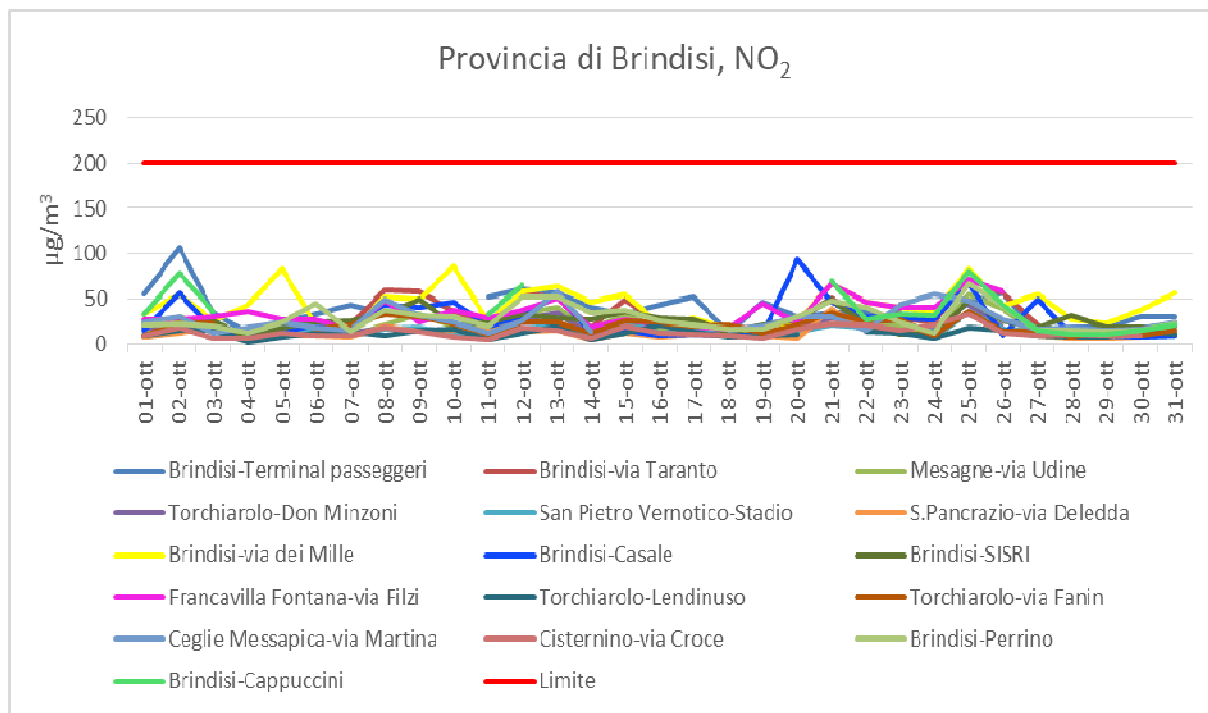 Provincia di Brindisi, NO₂
µg/m³
250
200
150
100
50
0
01-ott 02-ott 03-ott 04-ott 05-ott 06-ott 07-ott 08-ott 09-ott 10-ott 11-ott 12-ott 13-ott 14-ott 15-ott 16-ott 17-ott 18-ott 19-ott 20-ott 21-ott 22-ott 23-ott 24-ott 25-ott 26-ott 27-ott 28-ott 29-ott 30-ott 31-ott
Brindisi-Terminal passeggeri Brindisi-via Taranto Mesagne-via Udine
Torchiarolo-Don Minzoni San Pietro Vernotico-Stadio S.Pancrazio-via Deledda
Brindisi-via dei Mille Brindisi-Casale Brindisi-SISRI
Francavilla Fontana-via Filzi Torchiarolo-Lendinuso Torchiarolo-via Fanin
Ceglie Messapica-via Martina Cisternino-via Croce Brindisi-Perrino
Brindisi-Cappuccini Limite